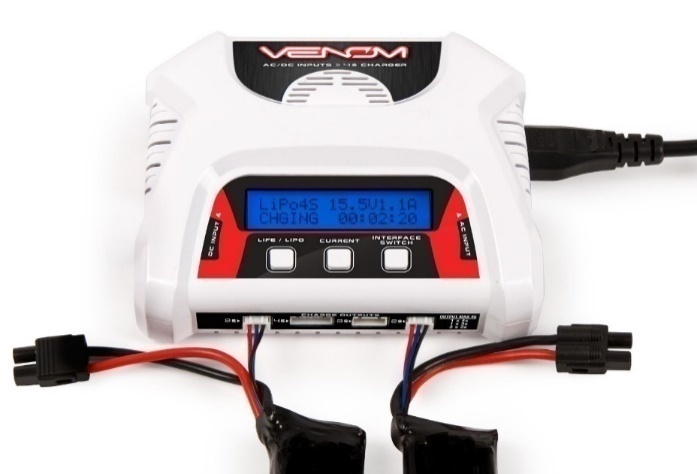 VENOM
AC/DC INPUTS 2-4S CHARGER
LiPo4S 15.5V1.1A
CHGING 00:02:20
DC INPUT
LIFE / LIPO
CURRENT
INTERFACE
SWITCH
AC INPUT
CHARGE OUTPUTS